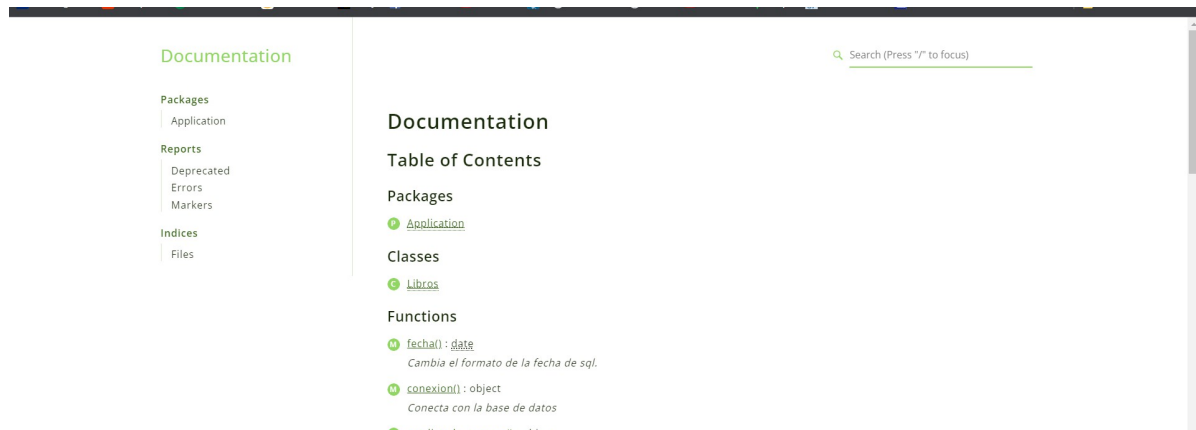 Documentation
Search (Press "/" to focus)
Packages
Application
Reports
Deprecated
Errors
Markers
Indices
Files
Documentation
Table of Contents
Packages
P Application
Classes
C Libros
Functions
M fecha() : date
Cambia el formato de la fecha de sql.
M conexion() : object
Conecta con la base de datos